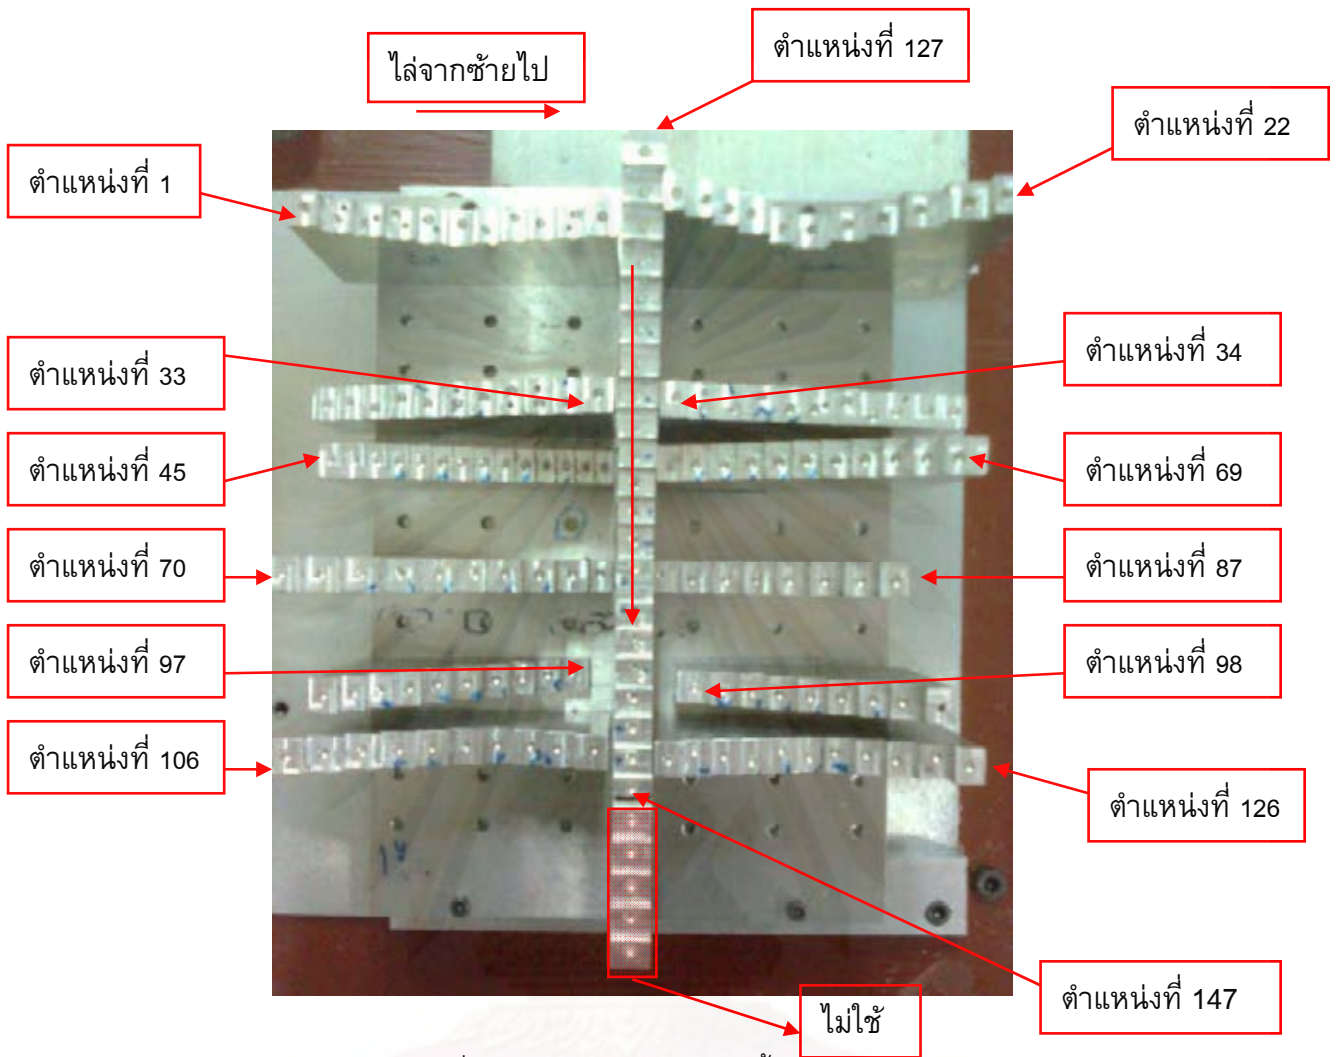 ไล่จากซ้ายไป
ตำแหน่งที่ 127
ตำแหน่งที่ 22
ตำแหน่งที่ 1
ตำแหน่งที่ 33
ตำแหน่งที่ 34
ตำแหน่งที่ 45
ตำแหน่งที่ 69
ตำแหน่งที่ 70
ตำแหน่งที่ 87
ตำแหน่งที่ 97
ตำแหน่งที่ 98
ตำแหน่งที่ 106
ตำแหน่งที่ 126
ตำแหน่งที่ 147
ไม่ใช้